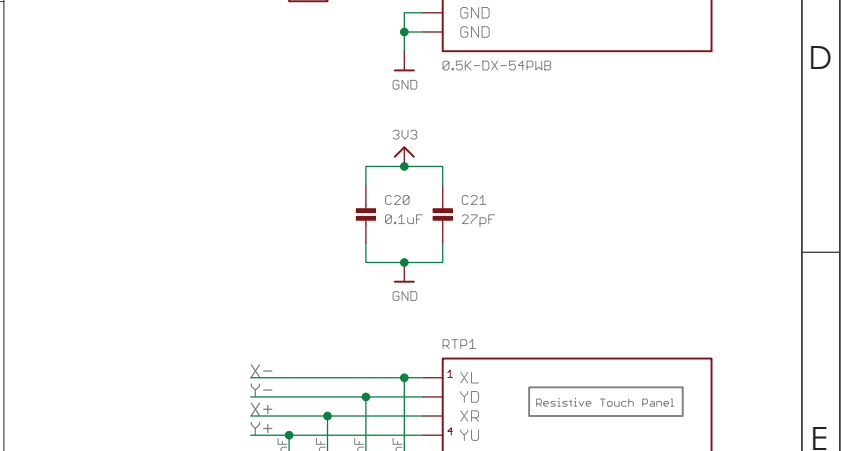 GND
GND
0.5K-DX-54PWB
D
GND
3V3
C20
0.1uF
C21
27pF
GND
RTP1
X-
1 XL
Y-
YD
Resistive Touch Panel
X+
XR
Y+
4 YU
E